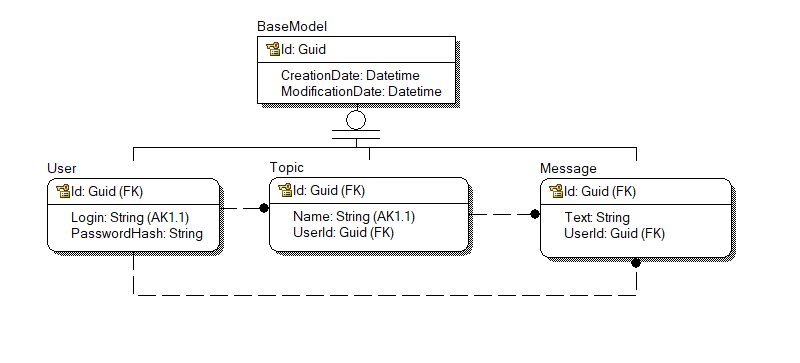 BaseModel
Id: Guid
CreationDate: Datetime
ModificationDate: Datetime
User
Id: Guid (FK)
Login: String (AK1.1)
PasswordHash: String
Topic
Id: Guid (FK)
Name: String (AK1.1)
UserId: Guid (FK)
Message
Id: Guid (FK)
Text: String
UserId: Guid (FK)